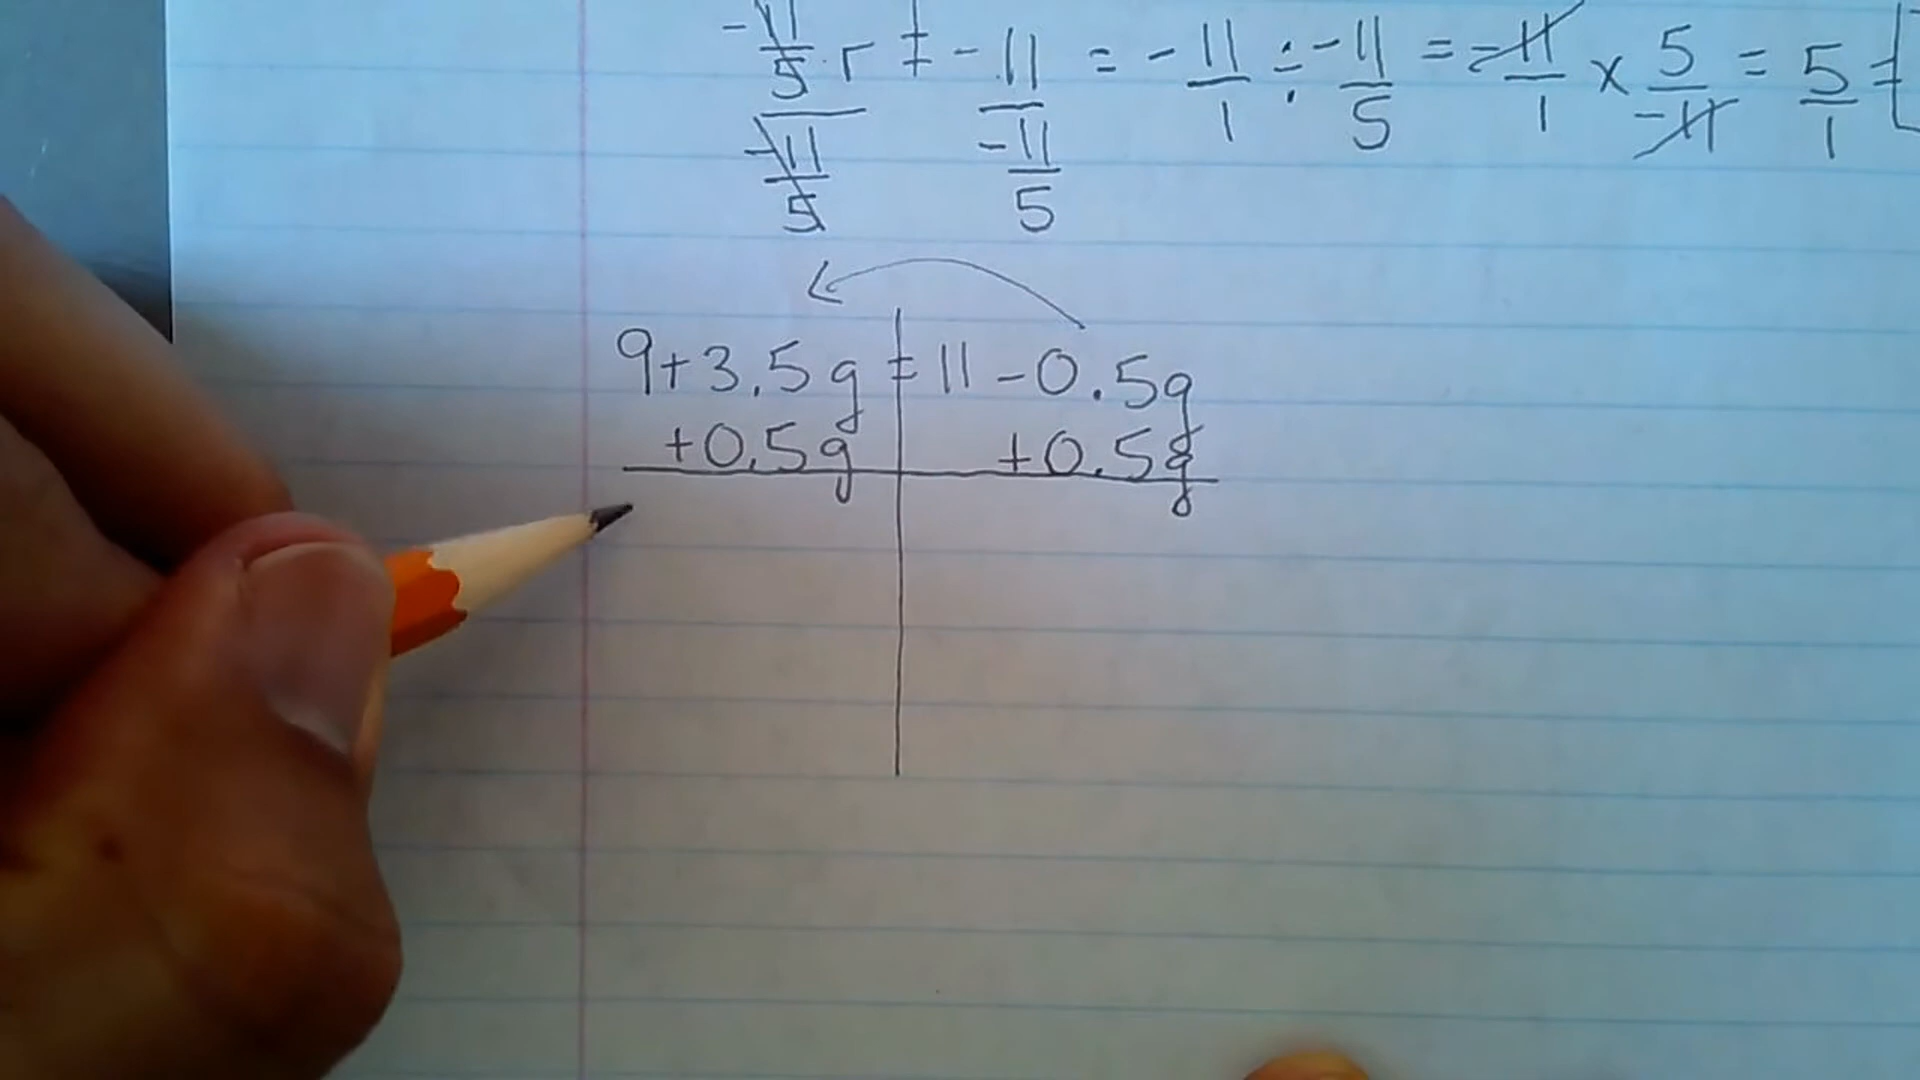 -11/5 r = -11 = -11/1 ÷ -11/5 = -11/1 x 5/-11 = 5/1 =
-11/5 -11/5
9+3.5g = 11-0.5g
+0.5g +0.5g